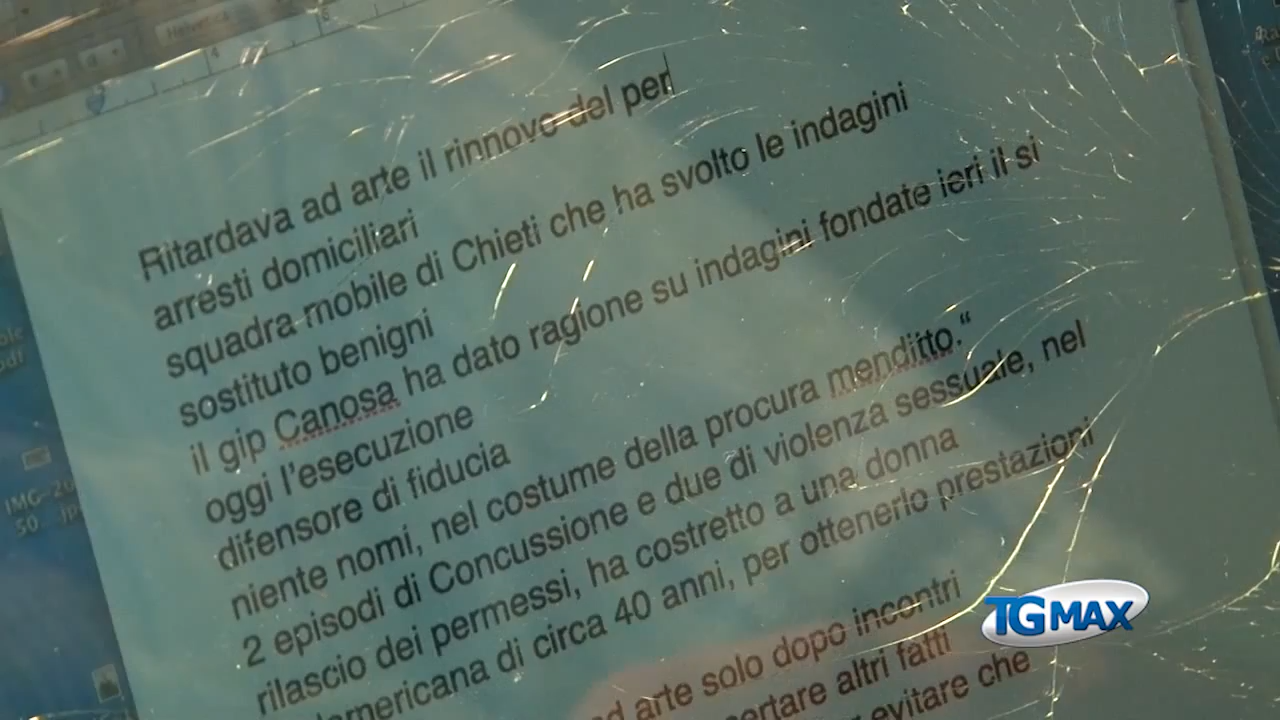 Helvetica
Ritardava ad arte il rinnovo del per
arresti domiciliari
squadra mobile di Chieti che ha svolto le indagini
sostituto benigni
il gip Canosa ha dato ragione su indagini fondate ieri il si
oggi l'esecuzione
difensore di fiducia
niente nomi, nel costume della procura menditto."
2 episodi di Concussione e due di violenza sessuale, nel
rilascio dei permessi, ha costretto a una donna
di circa 40 anni, per ottenerlo prestazioni
ad arte solo dopo incontri
altri fatti
evitare che
TGMAX